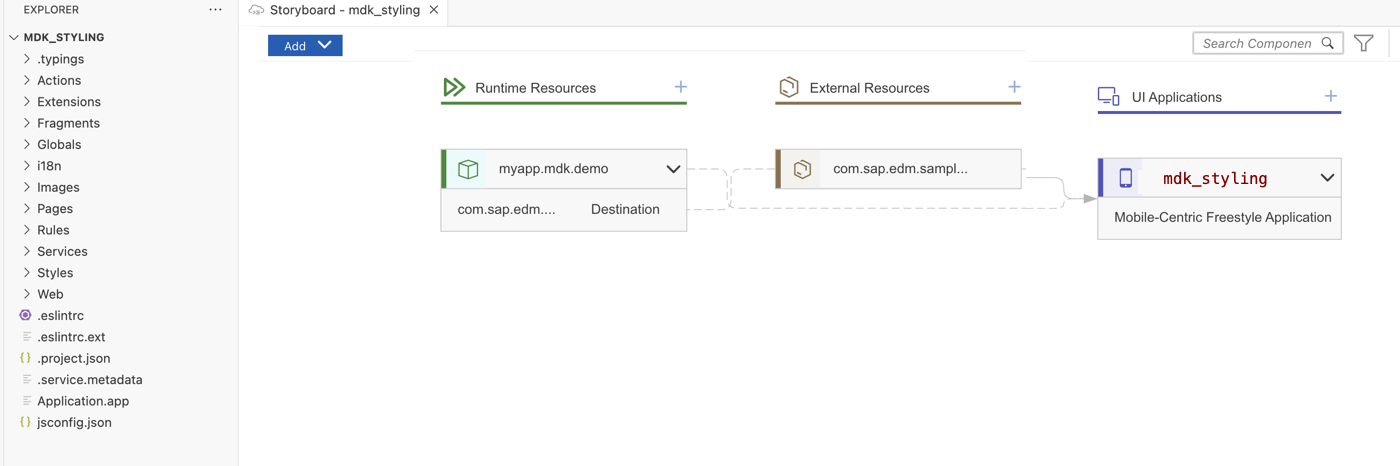 EXPLORER
Storyboard - mdk_styling
MDK_STYLING
.typings
Actions
Extensions
Fragments
Globals
i18n
Images
Pages
Rules
Services
Styles
Web
.eslintrc
.eslintrc.ext
.project.json
.service.metadata
Application.app
jsconfig.json
Add
Search Componen
Runtime Resources
External Resources
UI Applications
myapp.mdk.demo
com.sap.edm....
Destination
com.sap.edm.sampl...
mdk_styling
Mobile-Centric Freestyle Application